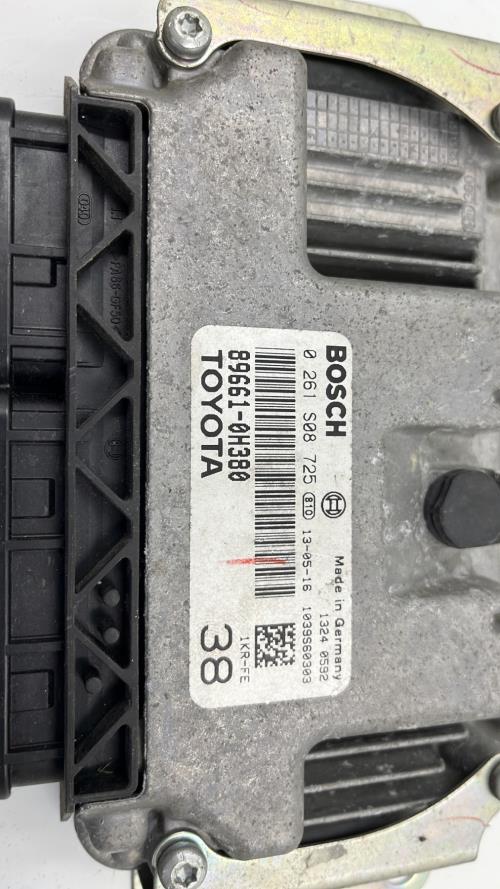 BOSCH
Made in Germany
1324 0592
0 261 S08 725 810 13-05-16 1039S60303
89661-0H380
1KR-FE
TOYOTA
38